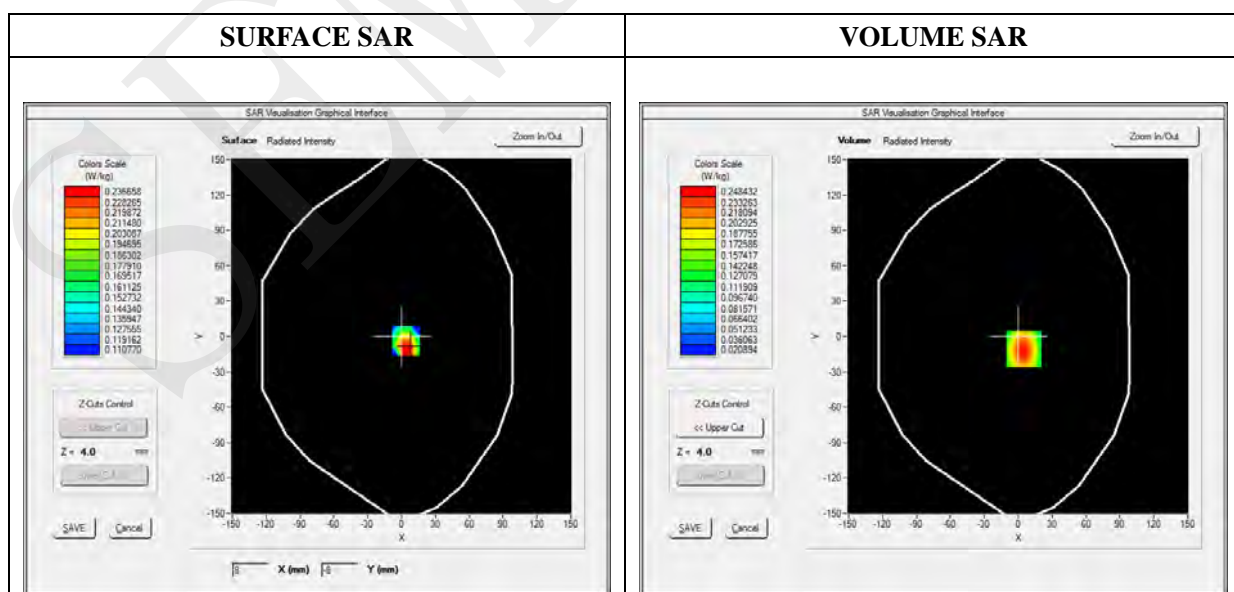 SURFACE SAR
VOLUME SAR
SAR Visualisation Graphical Interface
Surface Radiated Intensity
Zoom In/Out
Colors Scale
(W/kg)
0.236658
0.228265
0.219872
0.211480
0.203087
0.194695
0.186302
0.177910
0.169517
0.161125
0.152732
0.144340
0.135947
0.127555
0.119162
0.110770
Z-Cuts Control
<< Upper Cut
Z = 4.0 mm
SAVE
Cancel
150
120
90
60
30
0
-30
-60
-90
-120
-150
Y
-150 -120 -90 -60 -30 0 30 60 90 120 150
X
8 X (mm) -8 Y (mm)
SAR Visualisation Graphical Interface
Volume Radiated Intensity
Zoom In/Out
Colors Scale
(W/kg)
0.248432
0.233263
0.218094
0.202925
0.187755
0.172586
0.157417
0.142248
0.127079
0.111909
0.096740
0.081571
0.066402
0.051233
0.036063
0.020894
Z-Cuts Control
<< Upper Cut
Z = 4.0 mm
SAVE
Cancel
150
120
90
60
30
0
-30
-60
-90
-120
-150
Y
-150 -120 -90 -60 -30 0 30 60 90 120 150
X